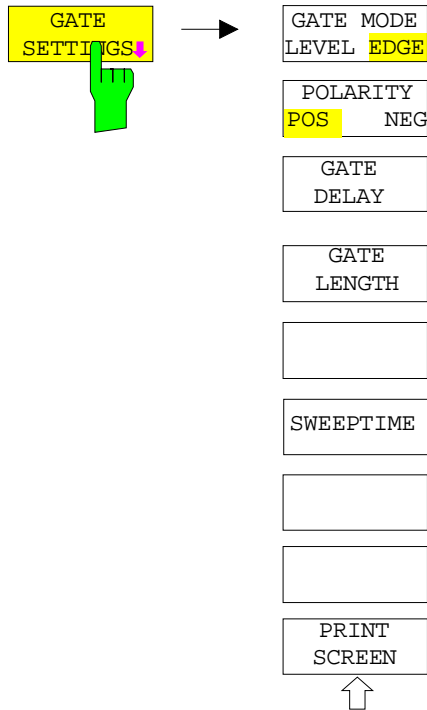 GATE
SETTINGS
GATE MODE
LEVEL EDGE
POLARITY
POS NEG
GATE
DELAY
GATE
LENGTH
SWEEPTIME
PRINT
SCREEN